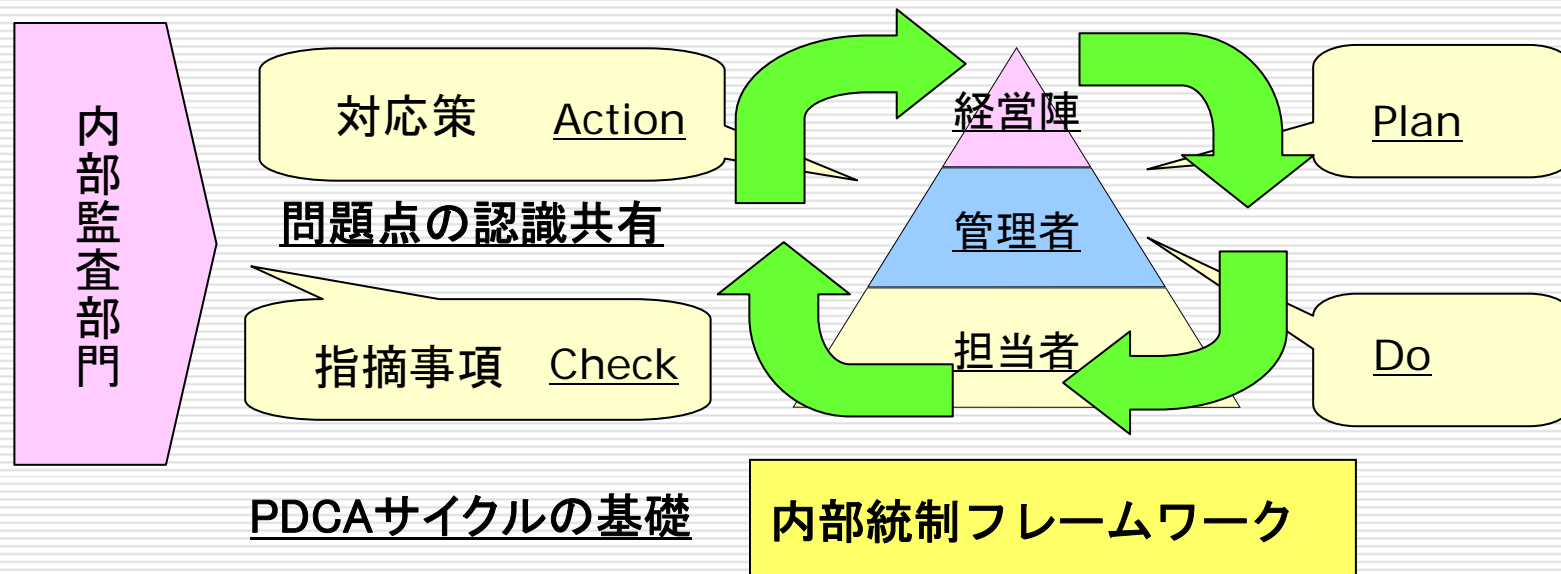 内部監査部門
対応策 Action
経営陣
Plan
問題点の認識共有
管理者
指摘事項 Check
担当者
Do
PDCAサイクルの基礎
内部統制フレームワーク